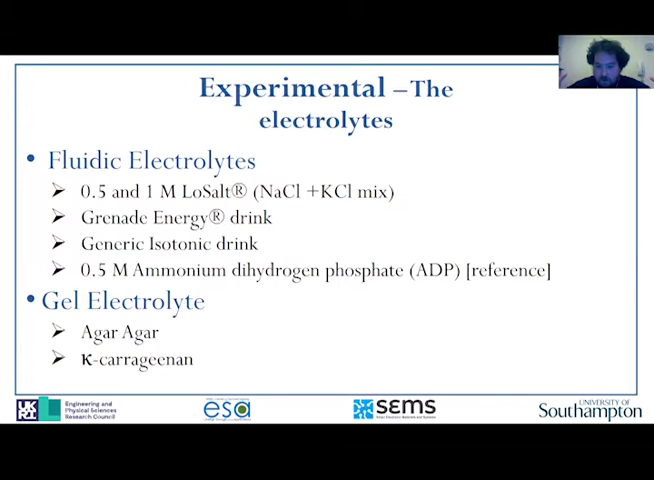 Experimental – The
electrolytes
• Fluidic Electrolytes
➢ 0.5 and 1 M LoSalt® (NaCl +KCl mix)
➢ Grenade Energy® drink
➢ Generic Isotonic drink
➢ 0.5 M Ammonium dihydrogen phosphate (ADP) [reference]
• Gel Electrolyte
➢ Agar Agar
➢ κ-carrageenan
UK
RI
Engineering and
Physical Sciences
Research Council
esa
SEMS
UNIVERSITY OF
Southampton